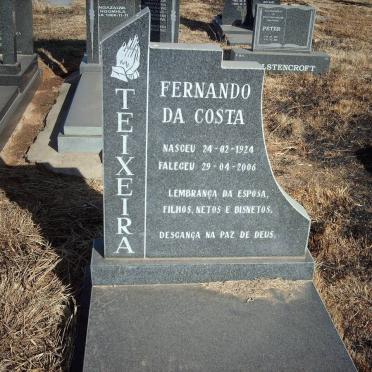 TEIXEIRA
FERNANDO
DA COSTA
NASCEU 24-02-1924
FALECEU 29-04-2006
LEMBRANÇA DA ESPOSA,
FILHOS, NETOS E BISNETOS.
DESCANÇA NA PAZ DE DEUS.
PETER
LSTENCROFT